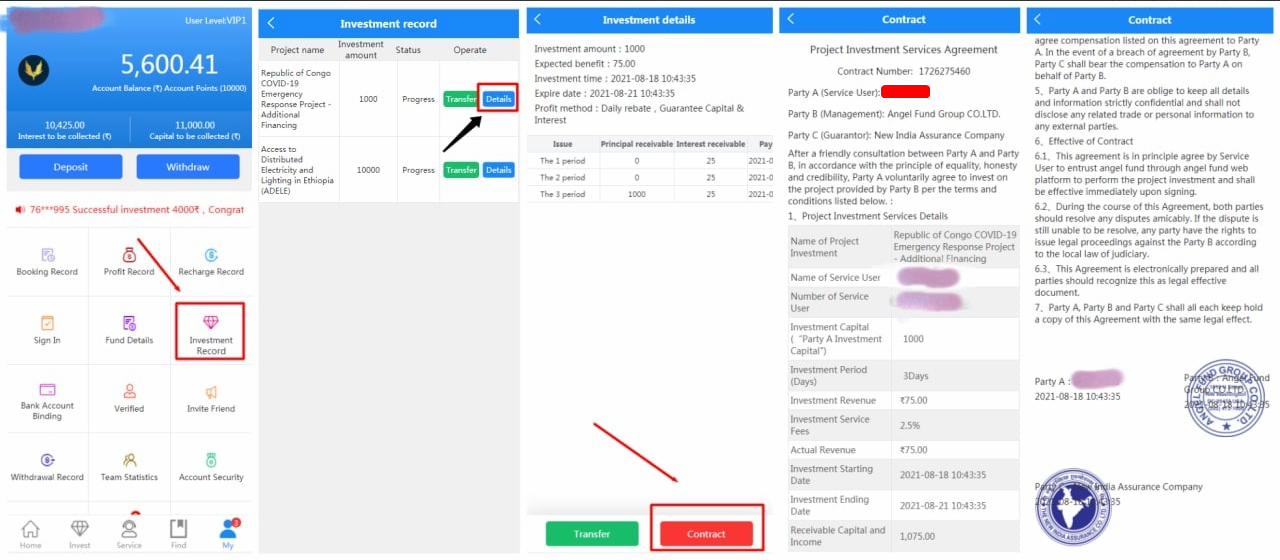 User Level:VIP1
5,600.41
Account Balance (₹) Account Points (10000)
10,425.00
Interest to be collected (₹)
11,000.00
Capital to be collected (₹)
Deposit
Withdraw
76***995 Successful investment 4000₹ , Congrat
Booking Record
Profit Record
Recharge Record
Sign In
Fund Details
Investment
Record
Bank Account
Binding
Verified
Invite Friend
Withdrawal Record
Team Statistics
Account Security
Home
Invest
Service
Find
3
My
Investment record
Project name
Investment
amount
Status
Operate
Republic of Congo
COVID-19
Emergency
Response Project -
Additional
Financing
1000
Progress
Transfer
Details
Access to
Distributed
Electricity and
Lighting in Ethiopia
(ADELE)
10000
Progress
Transfer
Details
Investment details
Investment amount : 1000
Expected benefit : 75.00
Investment time : 2021-08-18 10:43:35
Expire date : 2021-08-21 10:43:35
Profit method : Daily rebate , Guarantee Capital &
Interest
Issue Principal receivable Interest receivable Pay
The 1 period 0 25 2021-0
The 2 period 0 25 2021-0
The 3 period 1000 25 2021-0
Transfer
Contract
Contract
Project Investment Services Agreement
Contract Number: 1726275460
Party A (Service User):
Party B (Management): Angel Fund Group CO.LTD.
Party C (Guarantor): New India Assurance Company
After a friendly consultation between Party A and Party
B, in accordance with the principle of equality, honesty
and credibility, Party A voluntarily agree to invest on
the project provided by Party B per the terms and
conditions listed below. :
1、Project Investment Services Details
Name of Project
Investment
Republic of Congo COVID-19
Emergency Response Project
- Additional Financing
Name of Service User
Number of Service
User
Investment Capital
( “Party A Investment
Capital”)
1000
Investment Period
(Days)
3Days
Investment Revenue
₹75.00
Investment Service
Fees
2.5%
Actual Revenue
₹75.00
Investment Starting
Date
2021-08-18 10:43:35
Investment Ending
Date
2021-08-21 10:43:35
Receivable Capital and
Income
1,075.00
Contract
agree compensation listed on this agreement to Party
A. In the event of a breach of agreement by Party B,
Party C shall bear the compensation to Party A on
behalf of Party B.
5、Party A and Party B are oblige to keep all details
and information strictly confidential and shall not
disclose any related trade or personal information to
any external parties.
6、Effective of Contract
6.1、This agreement is in principle agree by Service
User to entrust angel fund through angel fund web
platform to perform the project investment and shall
be effective immediately upon signing.
6.2、During the course of this Agreement, both parties
should resolve any disputes amicably. If the dispute is
still unable to be resolve, any party have the rights to
issue legal proceedings against the Party B according
to the local law of judiciary.
6.3、This Agreement is electronically prepared and all
parties should recognize this as legal effective
document.
7、Party A, Party B and Party C shall all each keep hold
a copy of this Agreement with the same legal effect.
Party A :
2021-08-18 10:43:35
Party B : Angel Fund
Group CO.LTD.
2021-08-18 10:43:35
ANGEL FUND GROUP CO.LTD.
Party C : New India Assurance Company
2021-08-18 10:43:35
THE NEW INDIA ASSURANCE CO. LTD.